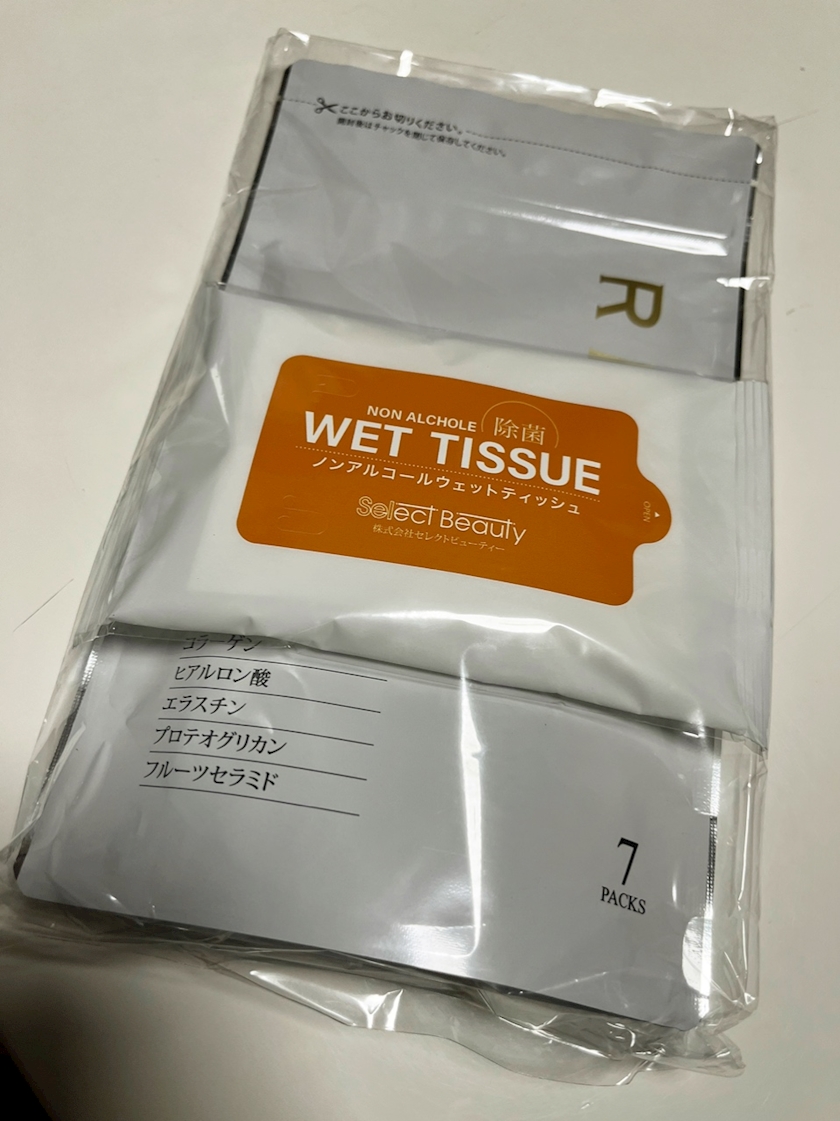 ここからお切りください。
開封後はチャックを閉じて保存してください。
R
NON ALCHOLE
除菌
WET TISSUE
ノンアルコールウェットティッシュ
OPEN
Select Beauty
株式会社セレクトビューティー
コラーゲン
ヒアルロン酸
エラスチン
プロテオグリカン
フルーツセラミド
7
PACKS